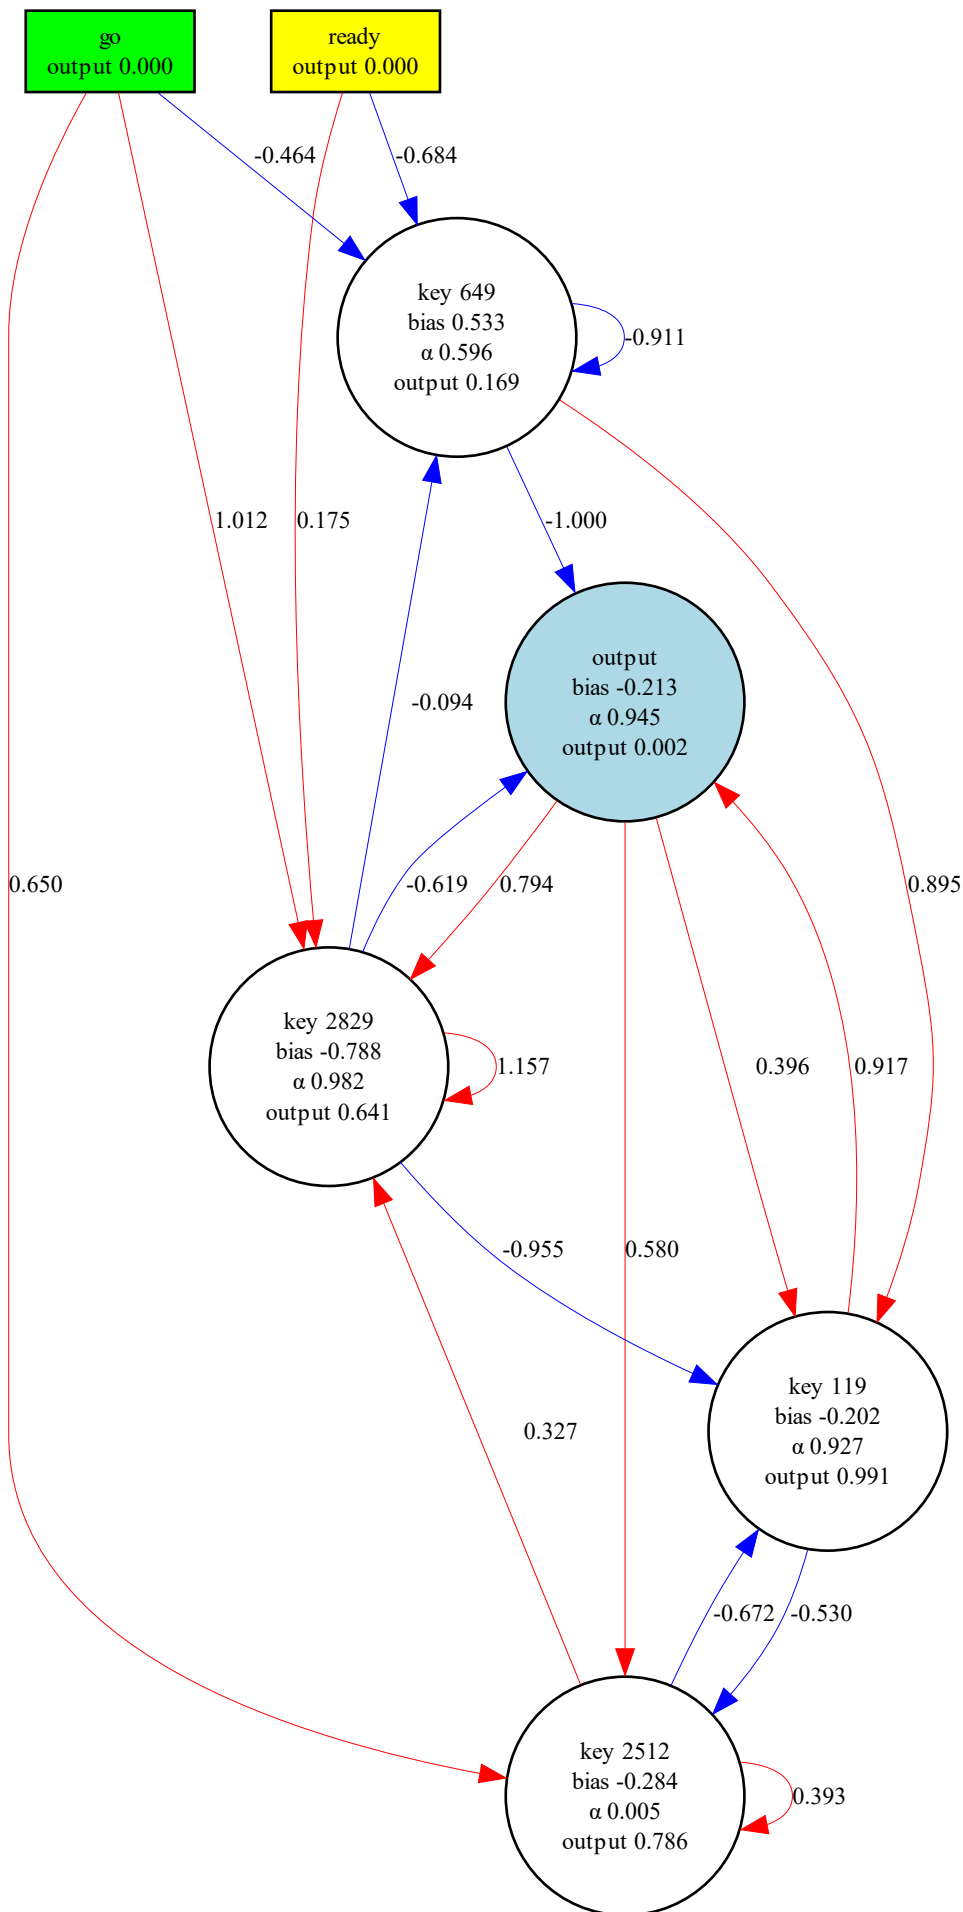 go
output 0.000
ready
output 0.000
-0.464
-0.684
key 649
bias 0.533
α 0.596
output 0.169
-0.911
1.012
0.175
-1.000
output
bias -0.213
α 0.945
output 0.002
-0.094
0.650
-0.619
0.794
0.895
key 2829
bias -0.788
α 0.982
output 0.641
1.157
0.396
0.917
-0.955
0.580
key 119
bias -0.202
α 0.927
output 0.991
0.327
-0.672
-0.530
key 2512
bias -0.284
α 0.005
output 0.786
0.393